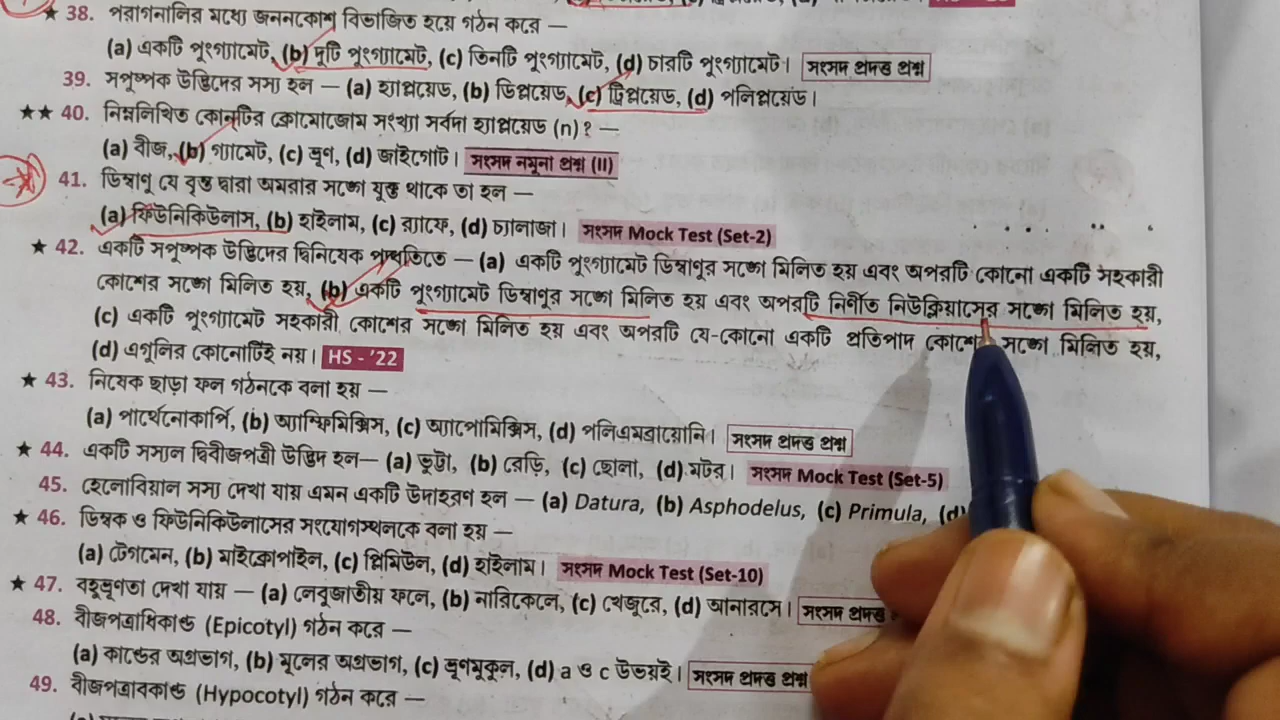 ★ 38. পরাগনালির মধ্যে জননকোশ বিভাজিত হয়ে গঠন করে —
(a) একটি পুংগ্যামেট, (b) দুটি পুংগ্যামেট, (c) তিনটি পুংগ্যামেট, (d) চারটি পুংগ্যামেট। সংসদ প্রদত্ত প্রশ্ন
39. সপুষ্পক উদ্ভিদের সস্য হল — (a) হ্যাপ্লয়েড, (b) ডিপ্লয়েড, (c) ট্রিপ্লয়েড, (d) পলিপ্লয়েড।
★★ 40. নিম্নলিখিত কোনটির ক্রোমোজোম সংখ্যা সর্বদা হ্যাপ্লয়েড (n)? —
(a) বীজ, (b) গ্যামেট, (c) ভ্রূণ, (d) জাইগোট। সংসদ নমুনা প্রশ্ন (II)
41. ডিম্বাণু যে বৃন্ত দ্বারা অমরার সঙ্গে যুক্ত থাকে তা হল —
(a) ফিউনিকিউলাস, (b) হাইলাম, (c) র‍্যাফে, (d) চ্যালাজা। সংসদ Mock Test (Set-2)
★ 42. একটি সপুষ্পক উদ্ভিদের দ্বিনিষেক পদ্ধতিতে — (a) একটি পুংগ্যামেট ডিম্বাণুর সঙ্গে মিলিত হয় এবং অপরটি কোনো একটি সহকারী
কোশের সঙ্গে মিলিত হয়, (b) একটি পুংগ্যামেট ডিম্বাণুর সঙ্গে মিলিত হয় এবং অপরটি নির্ণীত নিউক্লিয়াসের সঙ্গে মিলিত হয়,
(c) একটি পুংগ্যামেট সহকারী কোশের সঙ্গে মিলিত হয় এবং অপরটি যে-কোনো একটি প্রতিপাদ কোশের সঙ্গে মিলিত হয়,
(d) এগুলির কোনোটিই নয়। HS - '22
★ 43. নিষেক ছাড়া ফল গঠনকে বলা হয় —
(a) পার্থেনোকার্পি, (b) অ্যাম্ফিমিক্সিস, (c) অ্যাপোমিক্সিস, (d) পলিএমব্রায়োনি। সংসদ প্রদত্ত প্রশ্ন
★ 44. একটি সস্যল দ্বিবীজপত্রী উদ্ভিদ হল— (a) ভুট্টা, (b) রেড়ি, (c) ছোলা, (d) মটর। সংসদ Mock Test (Set-5)
45. হেলোবিয়াল সস্য দেখা যায় এমন একটি উদাহরণ হল — (a) Datura, (b) Asphodelus, (c) Primula, (d)
★ 46. ডিম্বক ও ফিউনিকিউলাসের সংযোগস্থলকে বলা হয় —
(a) টেগমেন, (b) মাইক্রোপাইল, (c) প্লিমিউল, (d) হাইলাম। সংসদ Mock Test (Set-10)
★ 47. বহুভ্রূণতা দেখা যায় — (a) লেবুজাতীয় ফলে, (b) নারিকেলে, (c) খেজুরে, (d) আনারসে। সংসদ প্রদত্ত
48. বীজপত্রাধিকাণ্ড (Epicotyl) গঠন করে —
(a) কাণ্ডের অগ্রভাগ, (b) মূলের অগ্রভাগ, (c) ভ্রূণমুকুল, (d) a ও c উভয়ই। সংসদ প্রদত্ত প্রশ্ন
49. বীজপত্রাবকাণ্ড (Hypocotyl) গঠন করে —